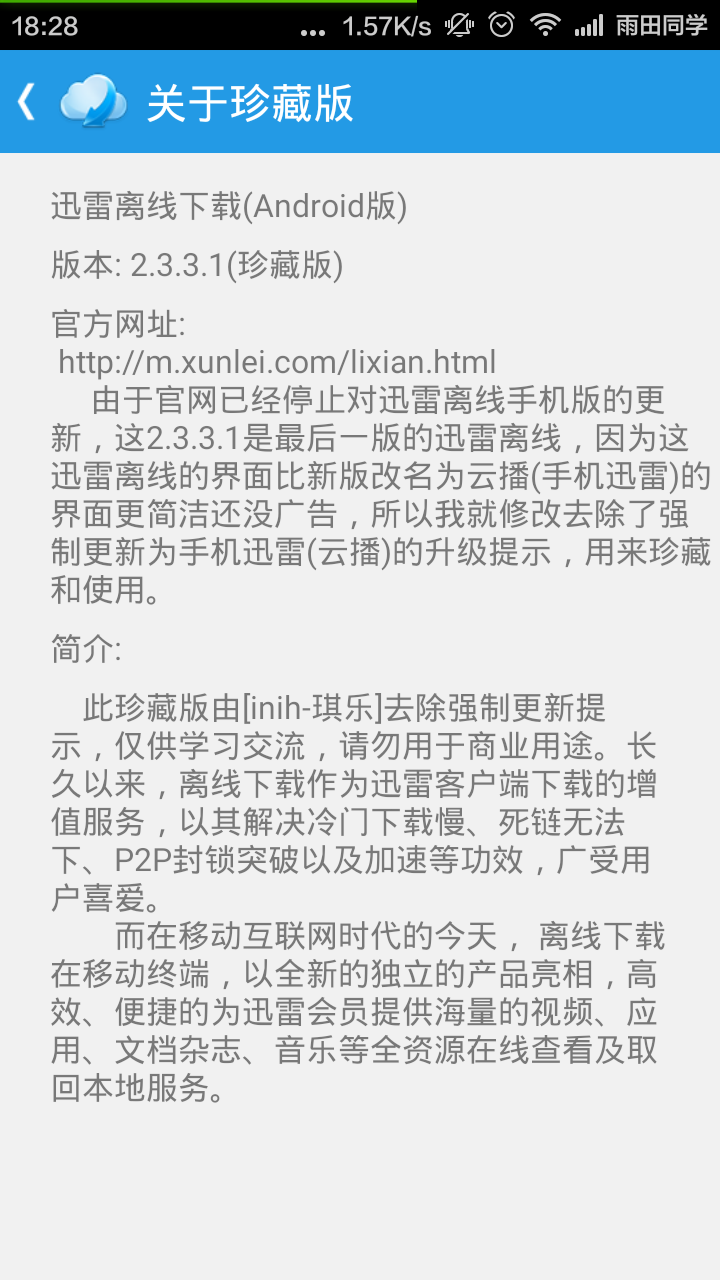 18:28 ... 1.57K/s 雨田同学
关于珍藏版
迅雷离线下载(Android版)
版本: 2.3.3.1(珍藏版)
官方网址:
http://m.xunlei.com/lixian.html
由于官网已经停止对迅雷离线手机版的更
新，这2.3.3.1是最后一版的迅雷离线，因为这
迅雷离线的界面比新版改名为云播(手机迅雷)的
界面更简洁还没广告，所以我就修改去除了强
制更新为手机迅雷(云播)的升级提示，用来珍藏
和使用。
简介:
此珍藏版由[inih-琪乐]去除强制更新提
示，仅供学习交流，请勿用于商业用途。长
久以来，离线下载作为迅雷客户端下载的增
值服务，以其解决冷门下载慢、死链无法
下、P2P封锁突破以及加速等功效，广受用
户喜爱。
而在移动互联网时代的今天， 离线下载
在移动终端，以全新的独立的产品亮相，高
效、便捷的为迅雷会员提供海量的视频、应
用、文档杂志、音乐等全资源在线查看及取
回本地服务。